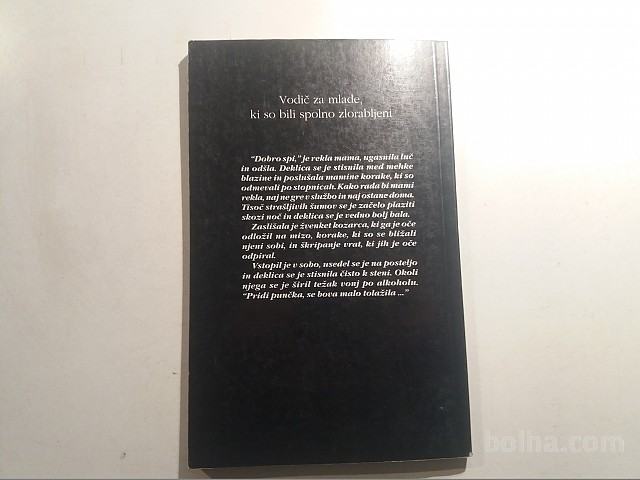 Vodič za mlade,
ki so bili spolno zlorabljeni
"Dobro spi," je rekla mama, ugasnila luč
in odšla. Deklica se je stisnila med mehke
blazine in poslušala mamine korake, ki so
odmevali po stopnicah. Kako rada bi mami
rekla, naj ne gre v službo in naj ostane doma.
Tisoč strašljivih šumov se je začelo plaziti
skozi noč in deklica se je vedno bolj bala.
Zaslišala je žvenket kozarca, ki ga je oče
odložil na mizo, korake, ki so se bližali
njeni sobi, in škripanje vrat, ki jih je oče
odpiral.
Vstopil je v sobo, usedel se je na posteljo
in deklica se je stisnila čisto k steni. Okoli
njega se je širil težak vonj po alkoholu.
"Pridi punčka, se bova malo tolažila ..."
bolha.com